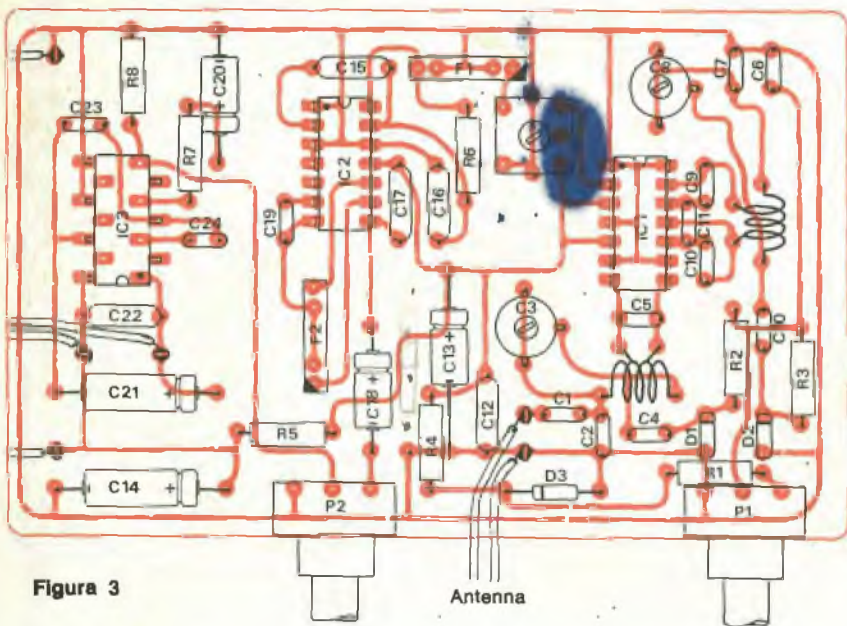 R8
C20
C15
F1
C6
C7
C8
C23
R7
IC2
R6
IC3
C17
C16
C19
IC1
C9
C11
C10
C24
C22
F2
C3
C5
C13
+
R2
R3
C21
+
C18
+
C12
C1
C4
R5
R4
C2
D1
D2
C14
+
D3
R1
P2
P1
Figura 3
Antenna